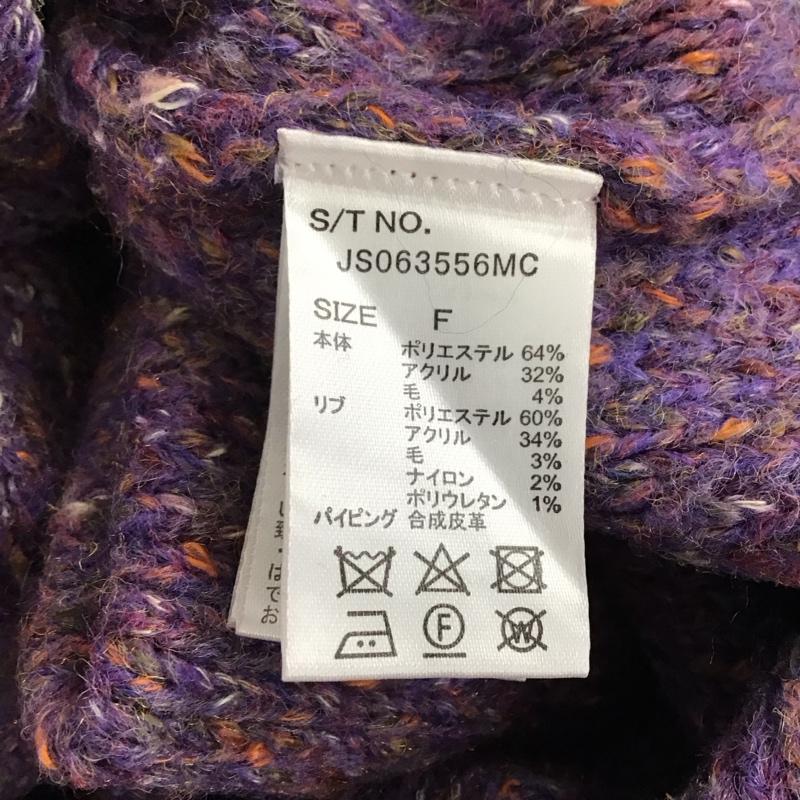 S/T NO.
JS063556MC
SIZE F
本体 ポリエステル 64%
アクリル 32%
毛 4%
リブ ポリエステル 60%
アクリル 34%
毛 3%
ナイロン 2%
ポリウレタン 1%
パイピング 合成皮革
F
W